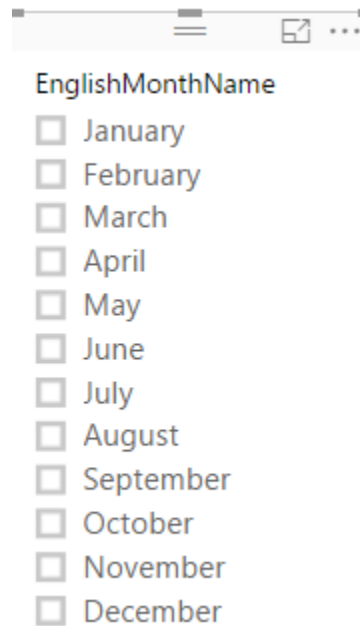 EnglishMonthName
January
February
March
April
May
June
July
August
September
October
November
December